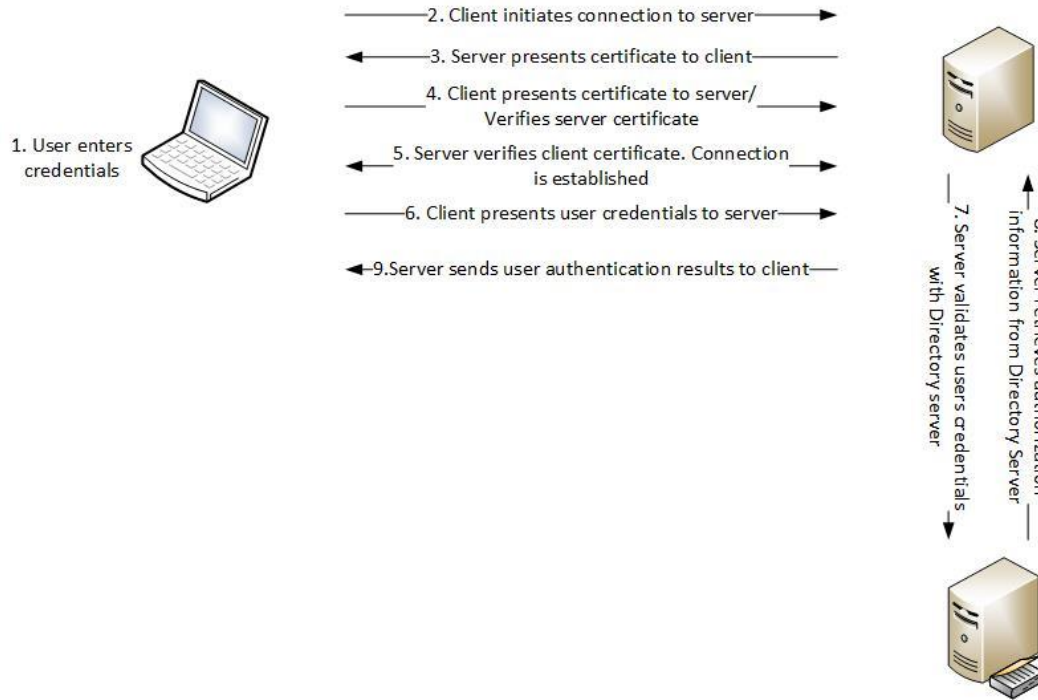 1. User enters
credentials
2. Client initiates connection to server
3. Server presents certificate to client
4. Client presents certificate to server/
Verifies server certificate
5. Server verifies client certificate. Connection
is established
6. Client presents user credentials to server
7. Server validates users credentials
with Directory server
information from Directory Server
9.Server sends user authentication results to client